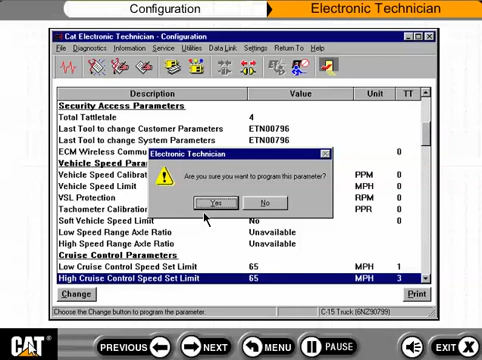 Configuration
Electronic Technician
Cat Electronic Technician - Configuration
File Diagnostics Information Service Utilities Data Link Settings Return To Help
Description Value Unit TT
Security Access Parameters
Total Tattletale 4
Last Tool to change Customer Parameters ETN00796
Last Tool to change System Parameters ETN00796
ECM Wireless Commu 0
Vehicle Speed Para
Vehicle Speed Calibrat PPM 0
Vehicle Speed Limit MPH 0
VSL Protection RPM 0
Tachometer Calibration PPR 0
Soft Vehicle Speed Limit No 0
Low Speed Range Axle Ratio Unavailable
High Speed Range Axle Ratio Unavailable
Cruise Control Parameters
Low Cruise Control Speed Set Limit 65 MPH 1
High Cruise Control Speed Set Limit 65 MPH 3
Electronic Technician
Are you sure you want to program this parameter?
Yes No
Change Print
Choose the Change button to program the parameter. C-15 Truck (6NZ90799)
CAT PREVIOUS NEXT MENU PAUSE EXIT